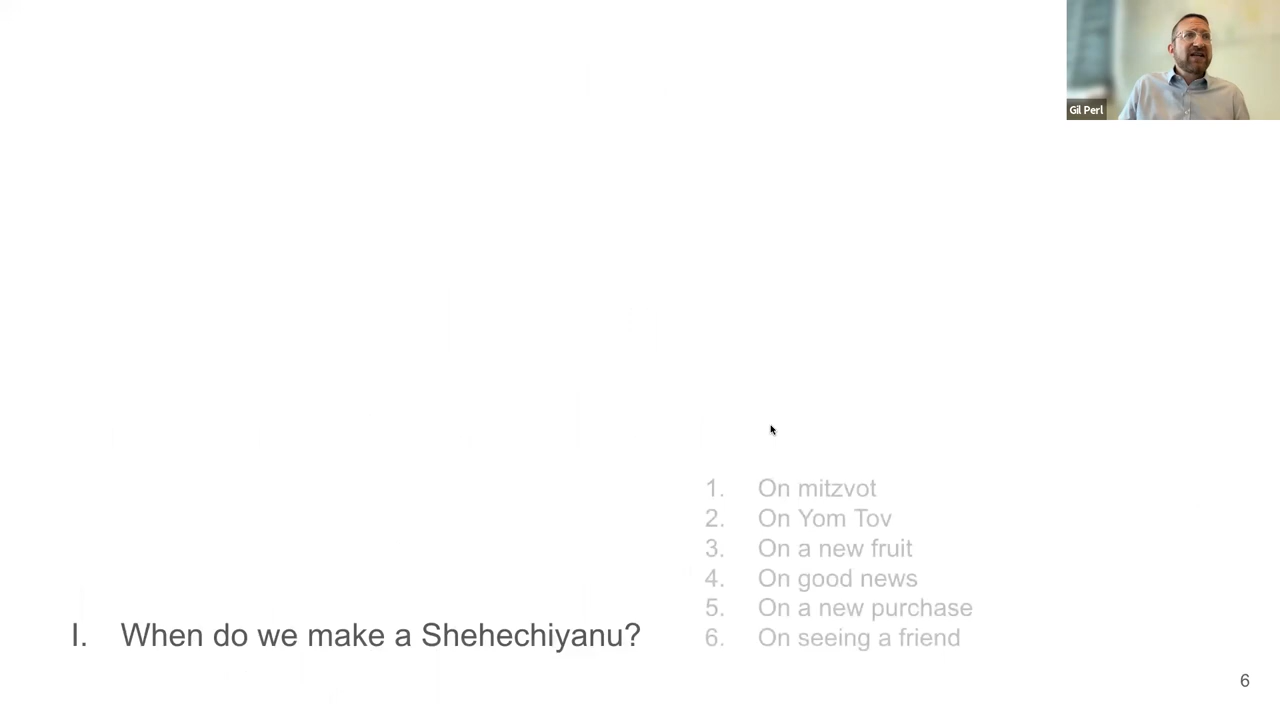 Gil Perl
1. On mitzvot
2. On Yom Tov
3. On a new fruit
4. On good news
5. On a new purchase
I. When do we make a Shehechiyanu?
6. On seeing a friend
6